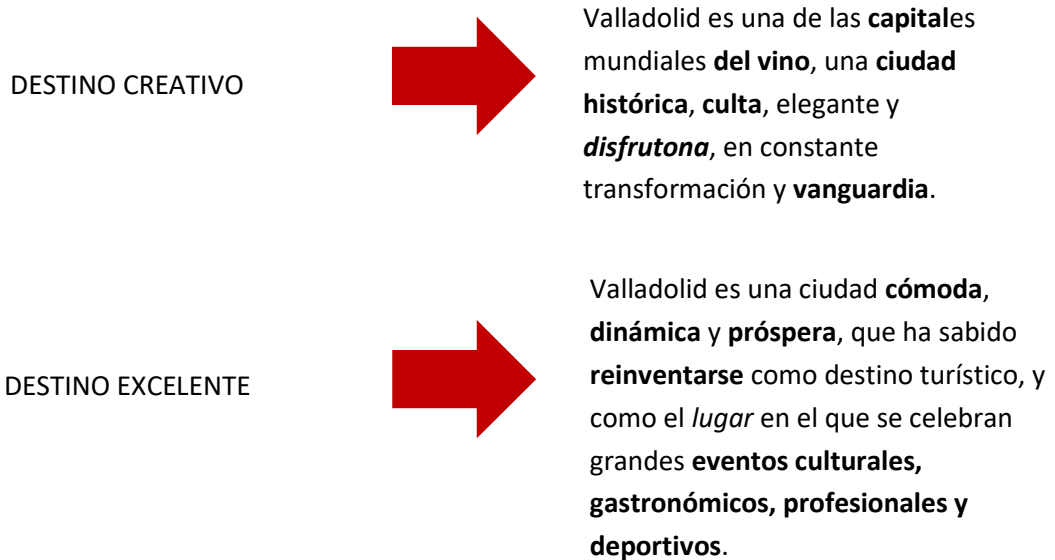 DESTINO CREATIVO
Valladolid es una de las capitales
mundiales del vino, una ciudad
histórica, culta, elegante y
disfrutona, en constante
transformación y vanguardia.
DESTINO EXCELENTE
Valladolid es una ciudad cómoda,
dinámica y próspera, que ha sabido
reinventarse como destino turístico, y
como el lugar en el que se celebran
grandes eventos culturales,
gastronómicos, profesionales y
deportivos.